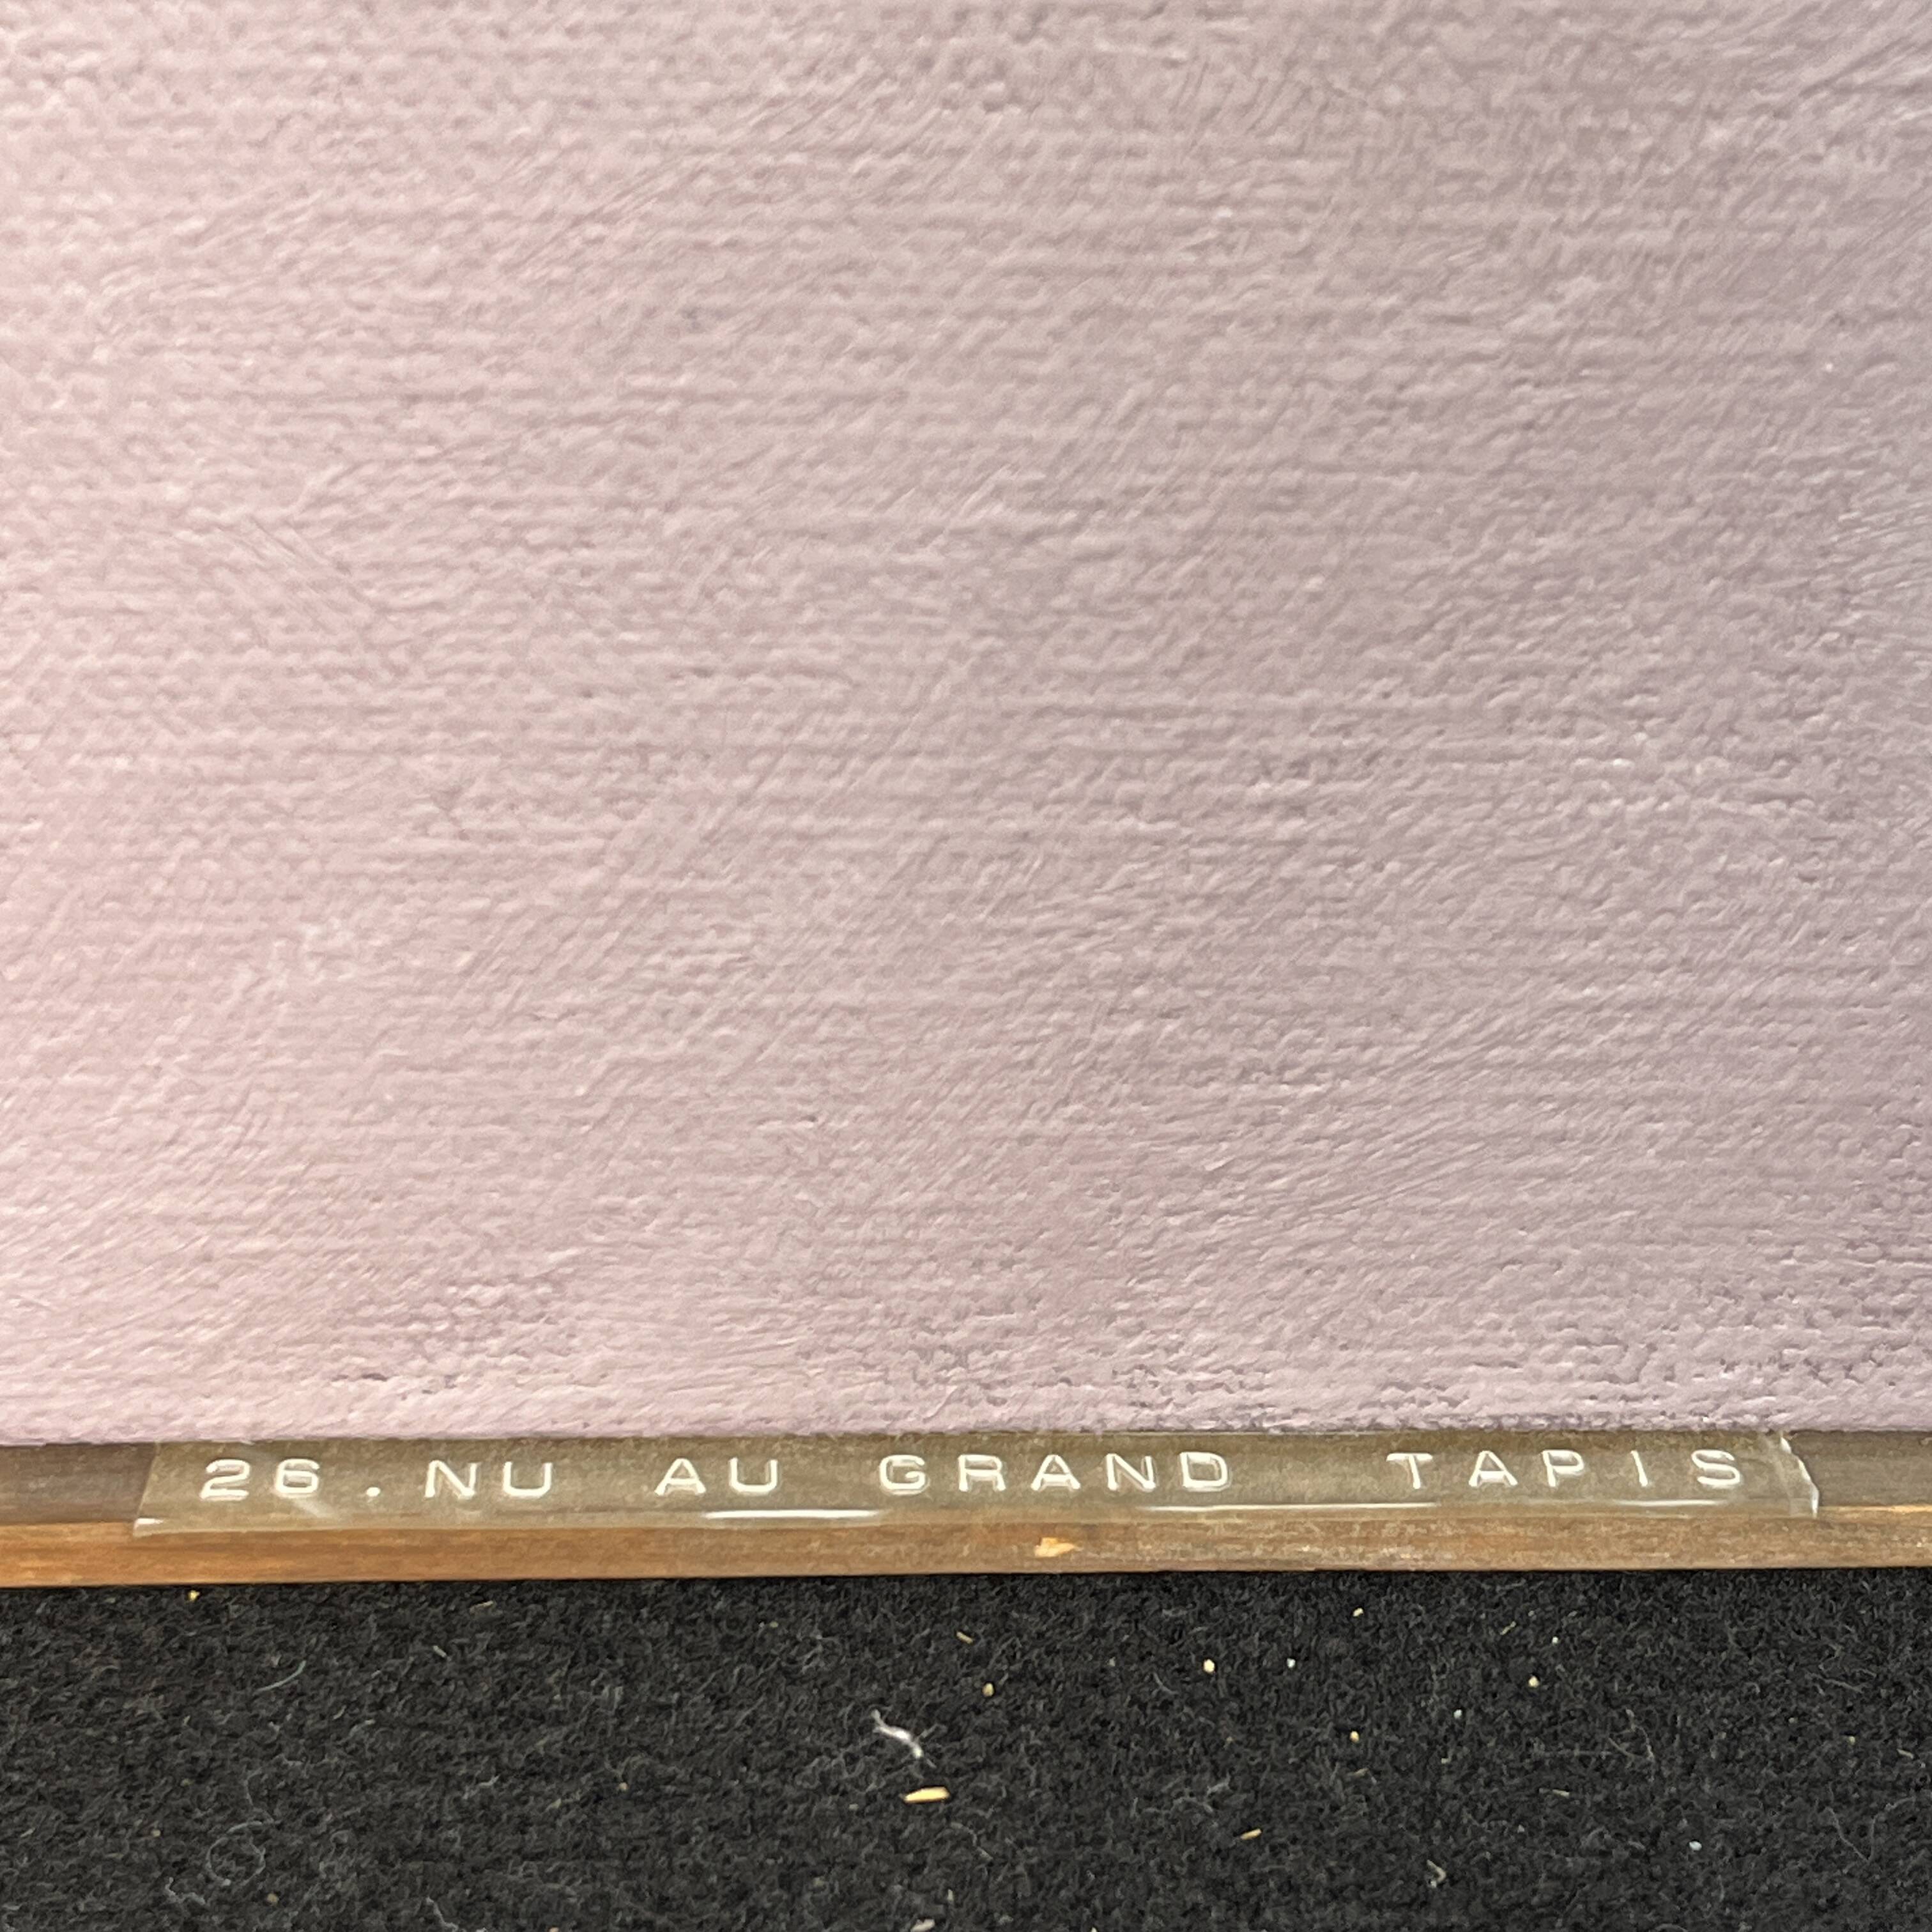 26. NU AU GRAND TAPIS